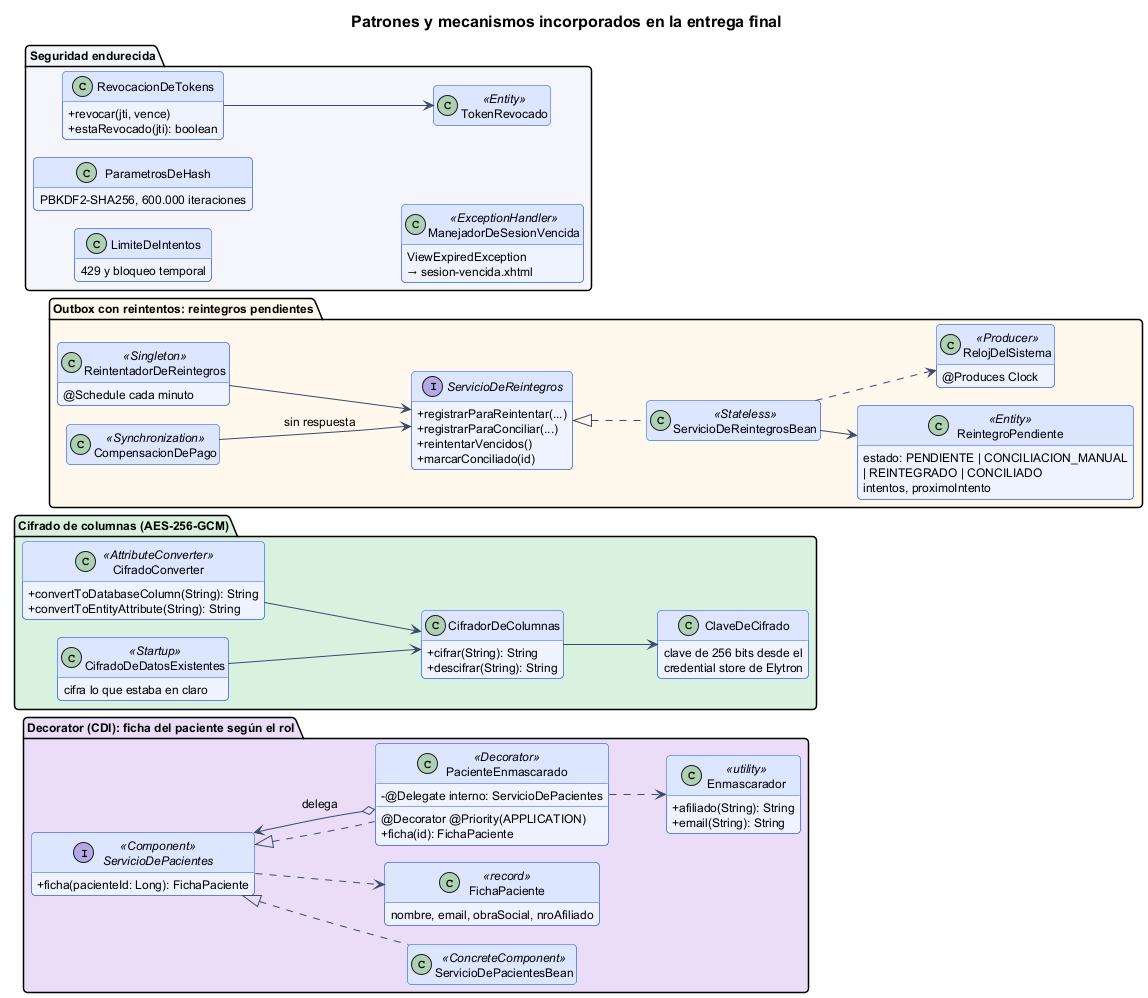 Patrones y mecanismos incorporados en la entrega final
Seguridad endurecida
C RevocacionDeTokens
+revocar(jti, vence)
+estaRevocado(jti): boolean
C «Entity»
TokenRevocado
C ParametrosDeHash
PBKDF2-SHA256, 600.000 iteraciones
C LimiteDeIntentos
429 y bloqueo temporal
C «ExceptionHandler»
ManejadorDeSesionVencida
ViewExpiredException
→ sesion-vencida.xhtml
Outbox con reintentos: reintegros pendientes
C «Singleton»
ReintentadorDeReintegros
@Schedule cada minuto
C «Synchronization»
CompensacionDePago
sin respuesta
I ServicioDeReintegros
+registrarParaReintentar(...)
+registrarParaConciliar(...)
+reintentarVencidos()
+marcarConciliado(id)
C «Stateless»
ServicioDeReintegrosBean
C «Producer»
RelojDelSistema
@Produces Clock
C «Entity»
ReintegroPendiente
estado: PENDIENTE | CONCILIACION_MANUAL
| REINTEGRADO | CONCILIADO
intentos, proximoIntento
Cifrado de columnas (AES-256-GCM)
C «AttributeConverter»
CifradoConverter
+convertToDatabaseColumn(String): String
+convertToEntityAttribute(String): String
C «Startup»
CifradoDeDatosExistentes
cifra lo que estaba en claro
C CifradorDeColumnas
+cifrar(String): String
+descifrar(String): String
C ClaveDeCifrado
clave de 256 bits desde el
credential store de Elytron
Decorator (CDI): ficha del paciente según el rol
C «Decorator»
PacienteEnmascarado
-@Delegate interno: ServicioDePacientes
@Decorator @Priority(APPLICATION)
+ficha(id): FichaPaciente
C «utility»
Enmascarador
+afiliado(String): String
+email(String): String
delega
I «Component»
ServicioDePacientes
+ficha(pacienteId: Long): FichaPaciente
C «record»
FichaPaciente
nombre, email, obraSocial, nroAfiliado
C «ConcreteComponent»
ServicioDePacientesBean